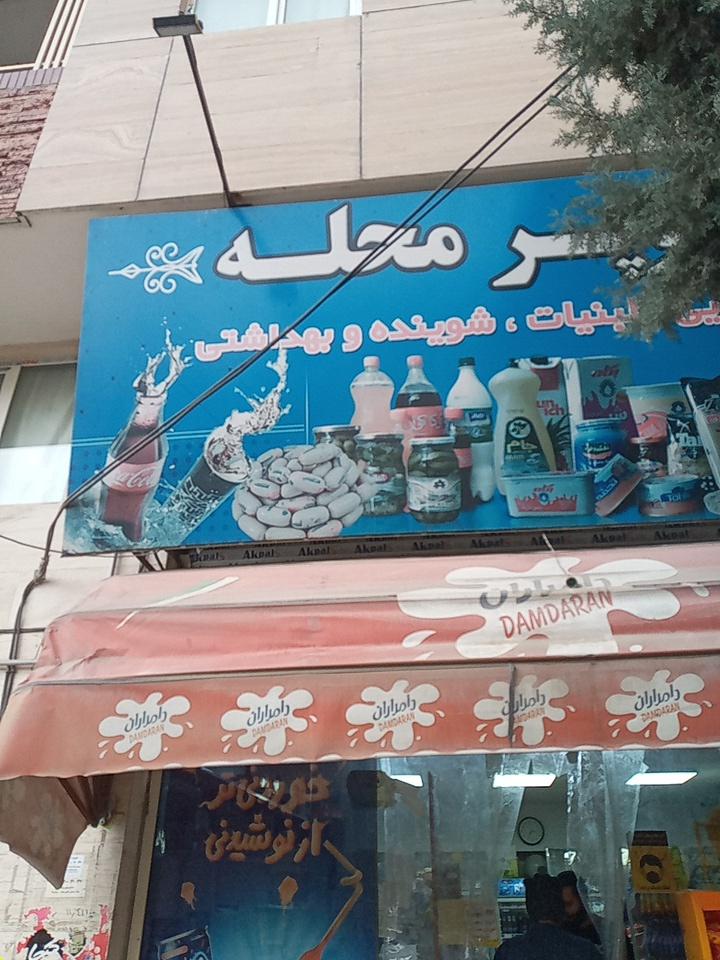 پر محله
لبنیات ، شوینده و بهداشتی
Coca-Cola
Akpal Akpal Akpal Akpal Akpal Akpal
دامداران
DAMDARAN
دامداران
DAMDARAN
دامداران
DAMDARAN
دامداران
DAMDARAN
دامداران
DAMDARAN
دامداران
DAMDARAN
خوردنی‌تر
از نوشیدنی